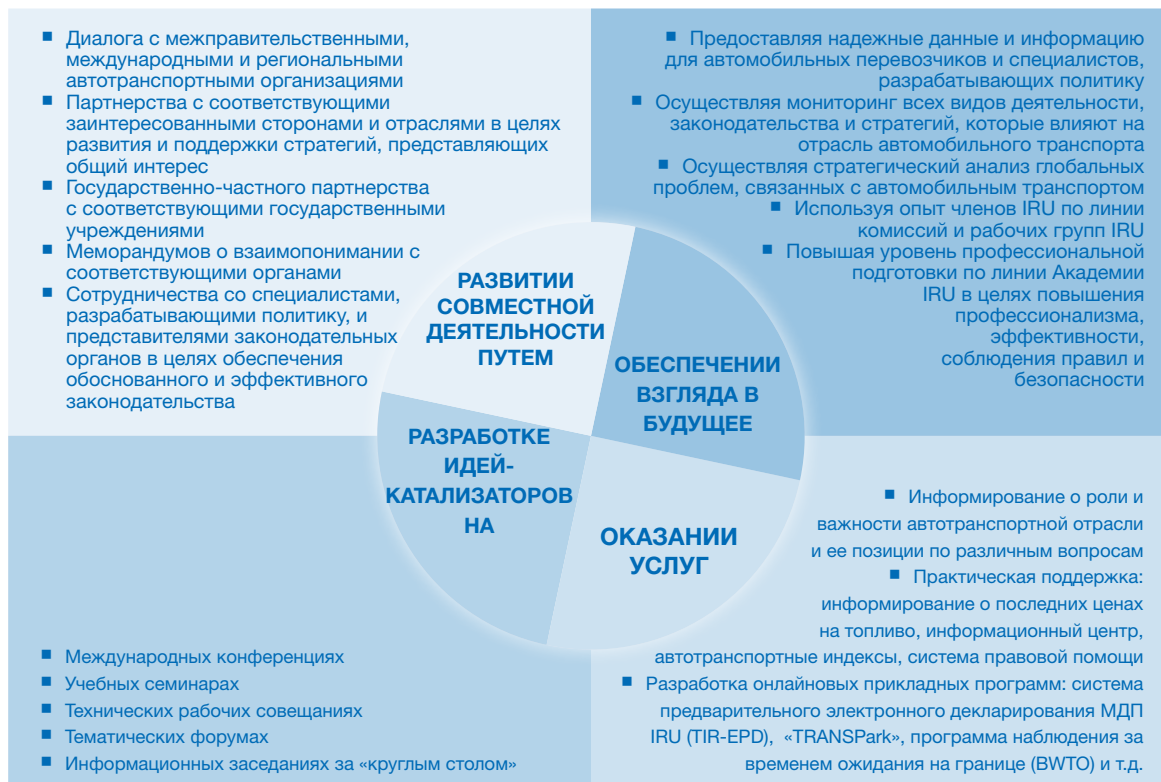 ■ Диалога с межправительственными,
международными и региональными
автотранспортными организациями
■ Партнерства с соответствующими
заинтересованными сторонами и отраслями в целях
развития и поддержки стратегий, представляющих
общий интерес
■ Государственно-частного партнерства
с соответствующими государственными
учреждениями
■ Меморандумов о взаимопонимании с
соответствующими органами
■ Сотрудничества со специалистами,
разрабатывающими политику, и
представителями законодательных
органов в целях обеспечения
обоснованного и эффективного
законодательства
■ Предоставляя надежные данные и информацию
для автомобильных перевозчиков и специалистов,
разрабатывающих политику
■ Осуществляя мониторинг всех видов деятельности,
законодательства и стратегий, которые влияют на
отрасль автомобильного транспорта
■ Осуществляя стратегический анализ глобальных
проблем, связанных с автомобильным транспортом
■ Используя опыт членов IRU по линии
комиссий и рабочих групп IRU
■ Повышая уровень профессиональной
подготовки по линии Академии
IRU в целях повышения
профессионализма,
эффективности,
соблюдения правил и
безопасности
РАЗВИТИИ
СОВМЕСТНОЙ
ДЕЯТЕЛЬНОСТИ
ПУТЕМ
ОБЕСПЕЧЕНИИ
ВЗГЛЯДА В
БУДУЩЕЕ
РАЗРАБОТКЕ
ИДЕЙ-
КАТАЛИЗАТОРОВ
НА
ОКАЗАНИИ
УСЛУГ
■ Международных конференциях
■ Учебных семинарах
■ Технических рабочих совещаниях
■ Тематических форумах
■ Информационных заседаниях за «круглым столом»
■ Информирование о роли и
важности автотранспортной отрасли
и ее позиции по различным вопросам
■ Практическая поддержка:
информирование о последних ценах
на топливо, информационный центр,
автотранспортные индексы, система правовой помощи
■ Разработка онлайновых прикладных программ: система
предварительного электронного декларирования МДП
IRU (TIR-EPD), «TRANSPark», программа наблюдения за
временем ожидания на границе (BWTO) и т.д.